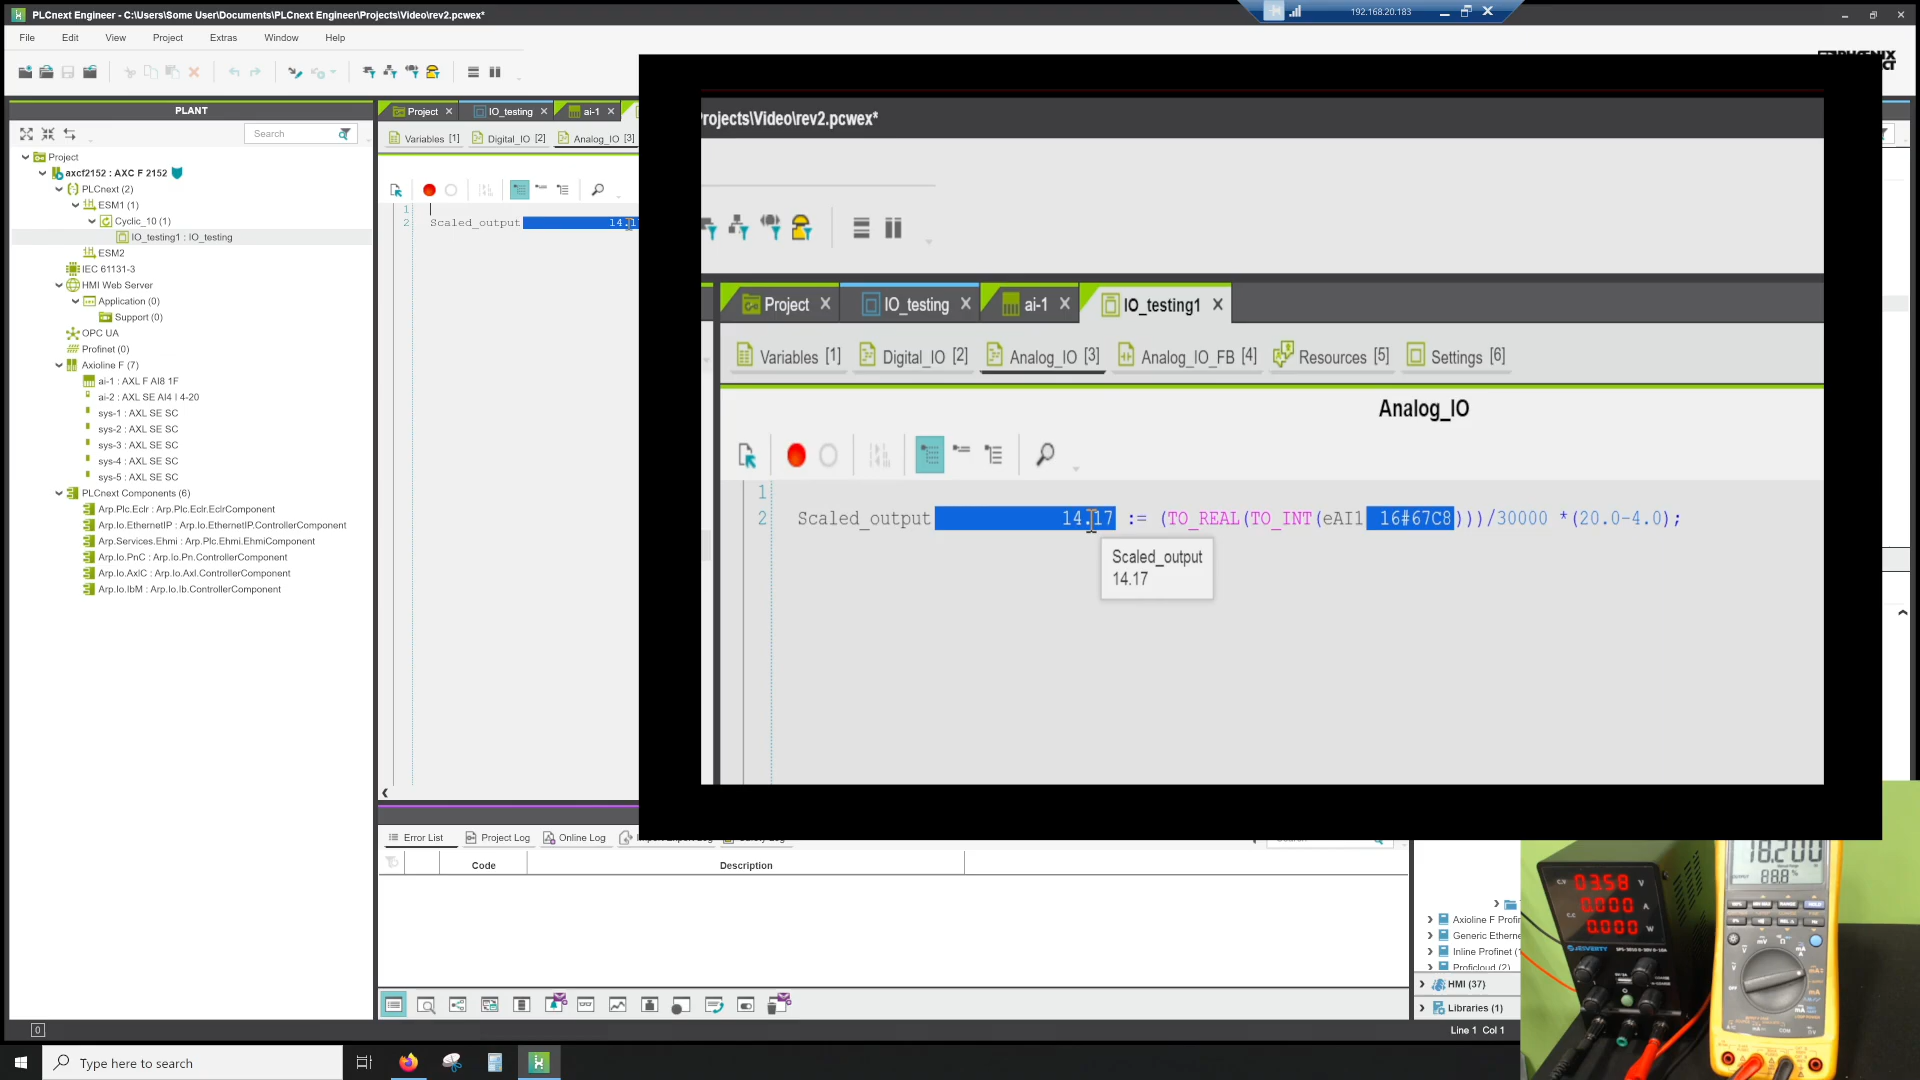 PLCnext Engineer - C:\Users\Some User\Documents\PLCnext Engineer\Projects\Video\rev2.pcwex*
192.168.20.183
File Edit View Project Extras Window Help
PLANT
Search
Project
axcf2152 : AXC F 2152
PLCnext (2)
ESM1 (1)
Cyclic_10 (1)
IO_testing1 : IO_testing
ESM2
IEC 61131-3
HMI Web Server
Application (0)
Support (0)
OPC UA
Profinet (0)
Axioline F (7)
ai-1 : AXL F AI8 1F
ai-2 : AXL SE AI4 I 4-20
sys-1 : AXL SE SC
sys-2 : AXL SE SC
sys-3 : AXL SE SC
sys-4 : AXL SE SC
sys-5 : AXL SE SC
PLCnext Components (6)
Arp.Plc.Eclr : Arp.Plc.Eclr.EclrComponent
Arp.Io.EthernetIP : Arp.Io.EthernetIP.ControllerComponent
Arp.Services.Ehmi : Arp.Plc.Ehmi.EhmiComponent
Arp.Io.PnC : Arp.Io.Pn.ControllerComponent
Arp.Io.AxlC : Arp.Io.Axl.ControllerComponent
Arp.Io.IbM : Arp.Io.Ib.ControllerComponent
Project IO_testing ai-1
Variables [1] Digital_IO [2] Analog_IO [3]
1
2 Scaled_output 14.17
rojects\Video\rev2.pcwex*
Project IO_testing ai-1 IO_testing1
Variables [1] Digital_IO [2] Analog_IO [3] Analog_IO_FB [4] Resources [5] Settings [6]
Analog_IO
1
2 Scaled_output 14.17 := (TO_REAL(TO_INT(eAI1 16#67C8)))/30000 *(20.0-4.0);
Scaled_output
14.17
Error List Project Log Online Log
Code Description
Axioline F Profin
Generic Etherne
Inline Profinet (
Proficloud (2)
HMI (37)
Libraries (1)
Line 1 Col 1
0
Type here to search
03.58 V
0.000 A
0.000 W
18.200
88.8 %